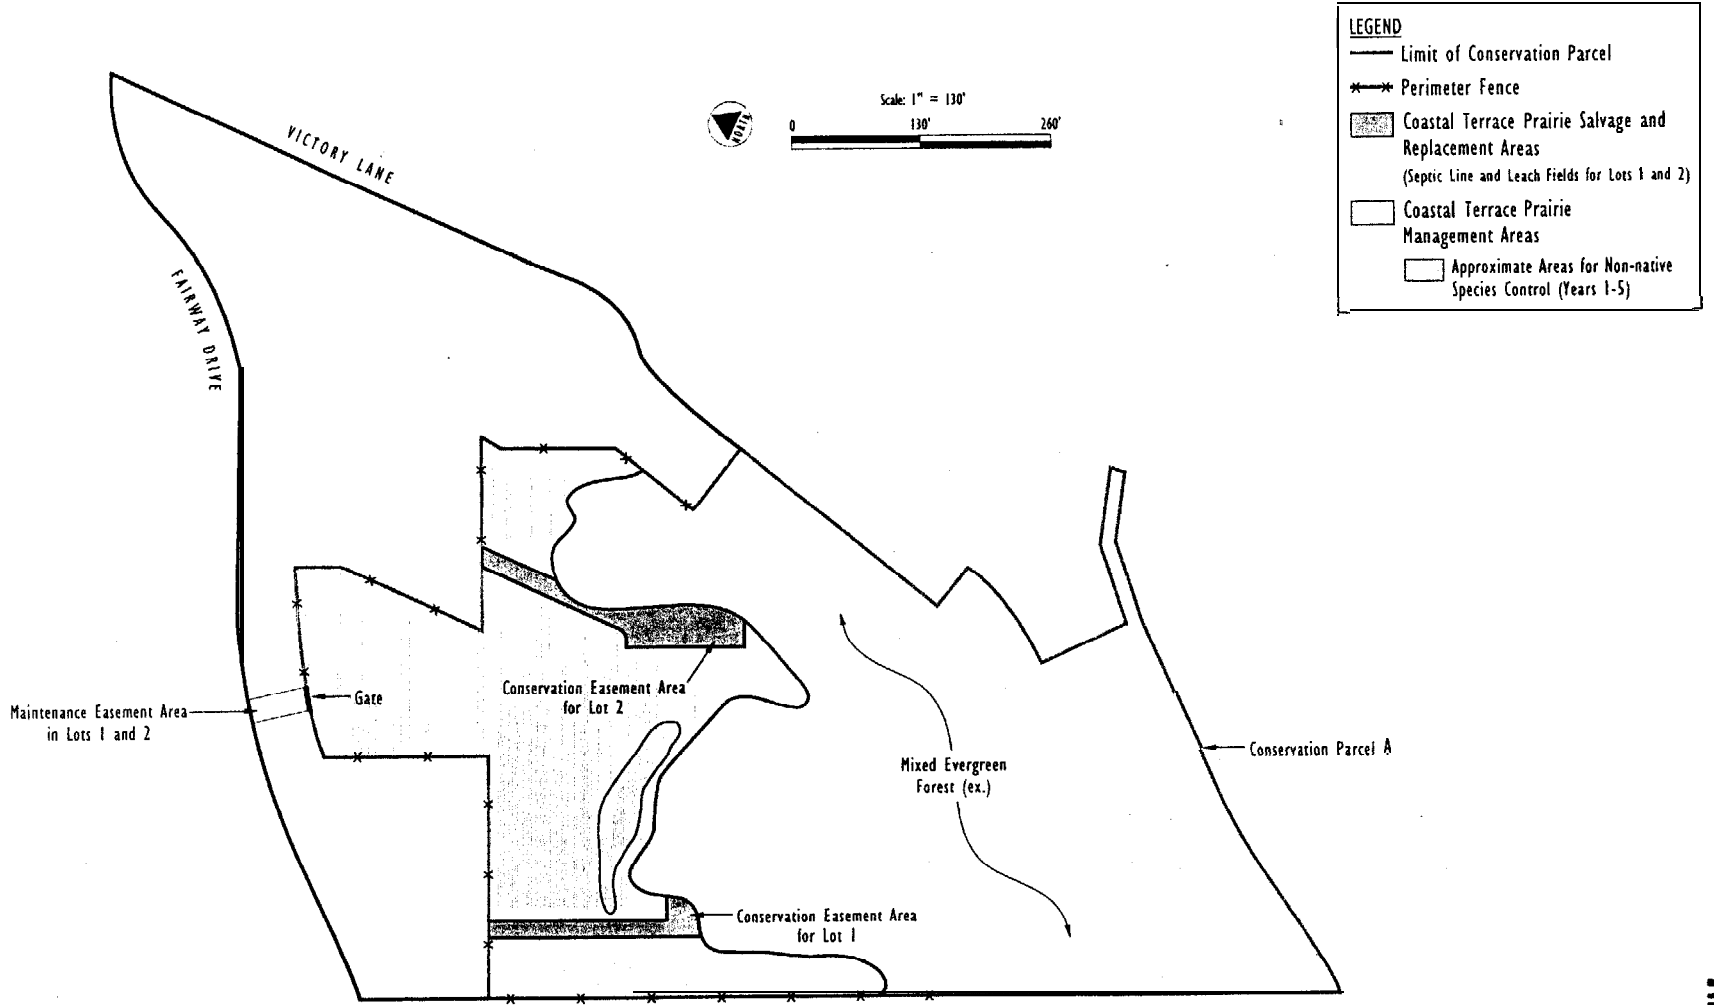 LEGEND
Limit of Conservation Parcel
Perimeter Fence
Coastal Terrace Prairie Salvage and
Replacement Areas
(Septic Line and Leach Fields for Lots 1 and 2)
Coastal Terrace Prairie
Management Areas
Approximate Areas for Non-native
Species Control (Years 1-5)
Scale: 1" = 130'
0 130' 260'
NORTH
VICTORY LANE
FAIRWAY DRIVE
Conservation Easement Area
for Lot 2
Gate
Maintenance Easement Area
in Lots 1 and 2
Mixed Evergreen
Forest (ex.)
Conservation Parcel A
Conservation Easement Area
for Lot 1